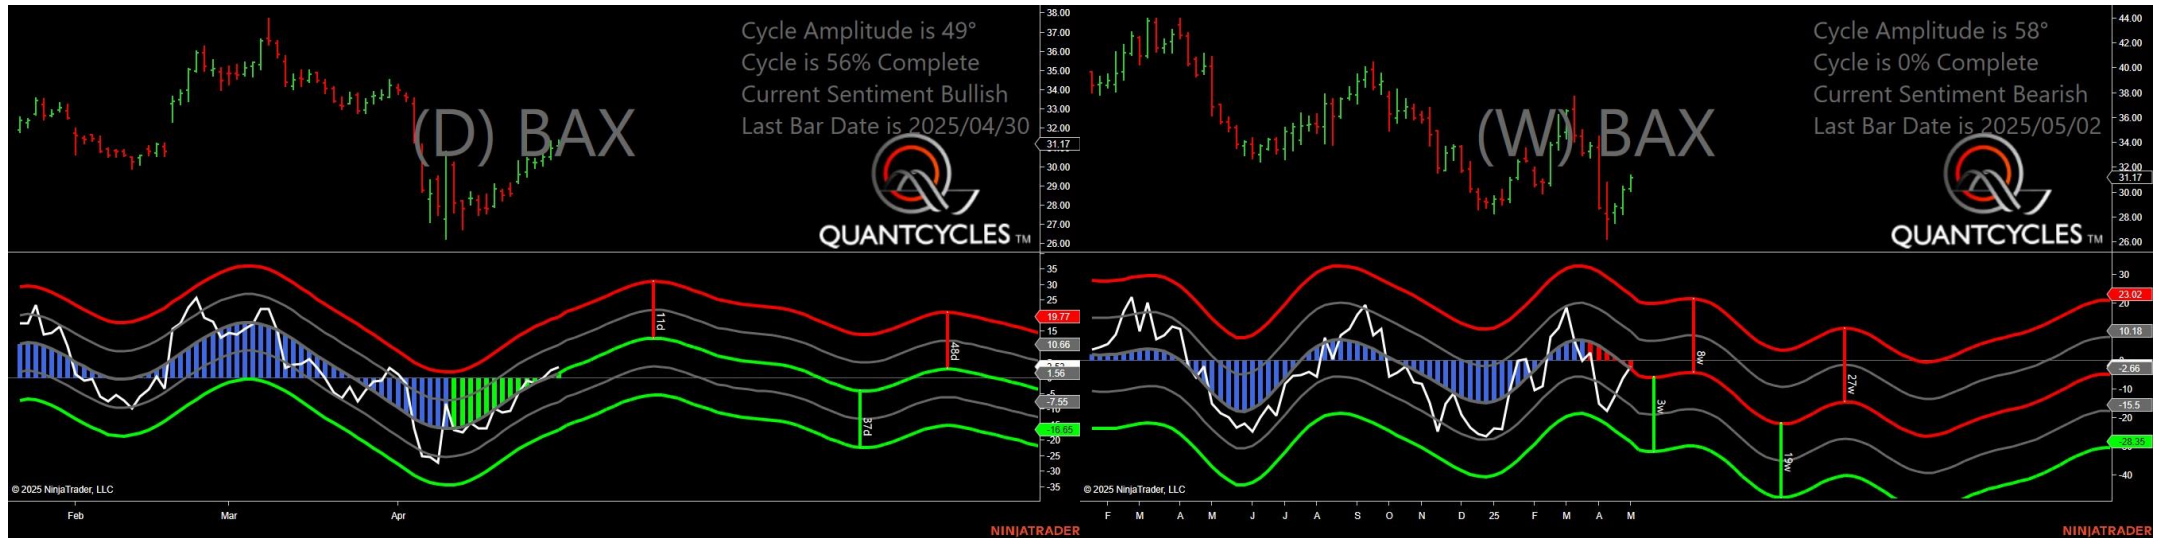 Cycle Amplitude is 49°
Cycle is 56% Complete
Current Sentiment Bullish
Last Bar Date is 2025/04/30
(D) BAX
QUANTCYCLES TM
38.00
37.00
36.00
35.00
34.00
33.00
32.00
31.17
30.00
29.00
28.00
27.00
26.00
35
30
25
19.77
15
10.66
1.56
-7.55
-16.65
-20
-25
-30
-35
11d
37d
48d
© 2025 NinjaTrader, LLC
Feb
Mar
Apr
NINJATRADER
Cycle Amplitude is 58°
Cycle is 0% Complete
Current Sentiment Bearish
Last Bar Date is 2025/05/02
(W) BAX
QUANTCYCLES TM
44.00
42.00
40.00
38.00
36.00
34.00
32.00
31.17
30.00
28.00
26.00
30
23.02
20
10.18
-2.66
-10
-15.5
-20
-28.35
-40
3w
8w
19w
27w
© 2025 NinjaTrader, LLC
F M A M J J A S O N D 25 F M A M
NINJATRADER